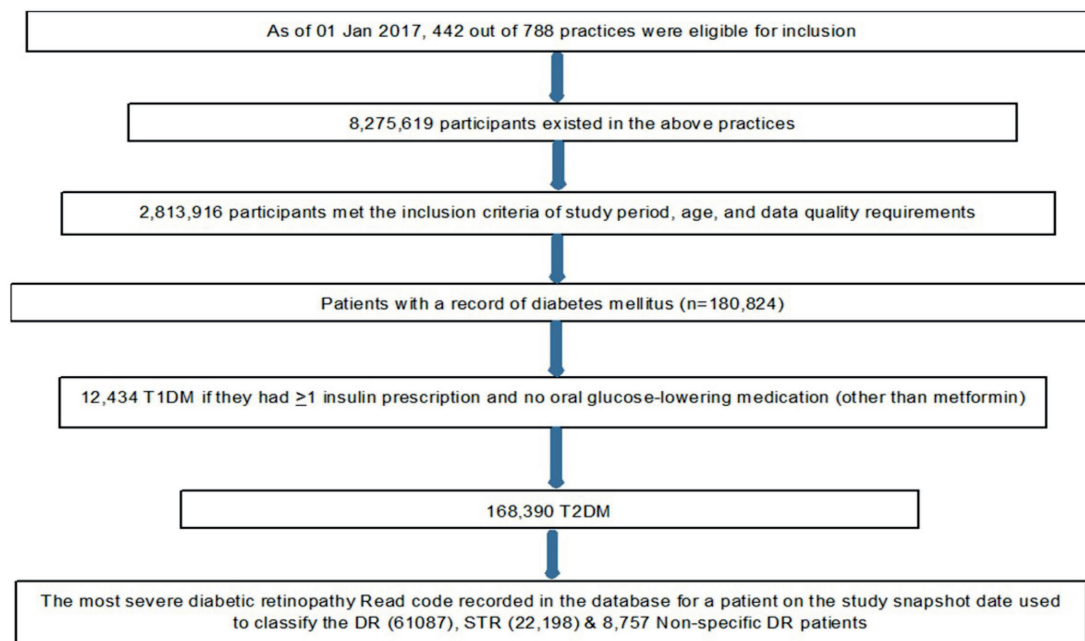 As of 01 Jan 2017, 442 out of 788 practices were eligible for inclusion
8,275,619 participants existed in the above practices
2,813,916 participants met the inclusion criteria of study period, age, and data quality requirements
Patients with a record of diabetes mellitus (n=180,824)
12,434 T1DM if they had ≥1 insulin prescription and no oral glucose-lowering medication (other than metformin)
168,390 T2DM
The most severe diabetic retinopathy Read code recorded in the database for a patient on the study snapshot date used
to classify the DR (61087), STR (22,198) & 8,757 Non-specific DR patients